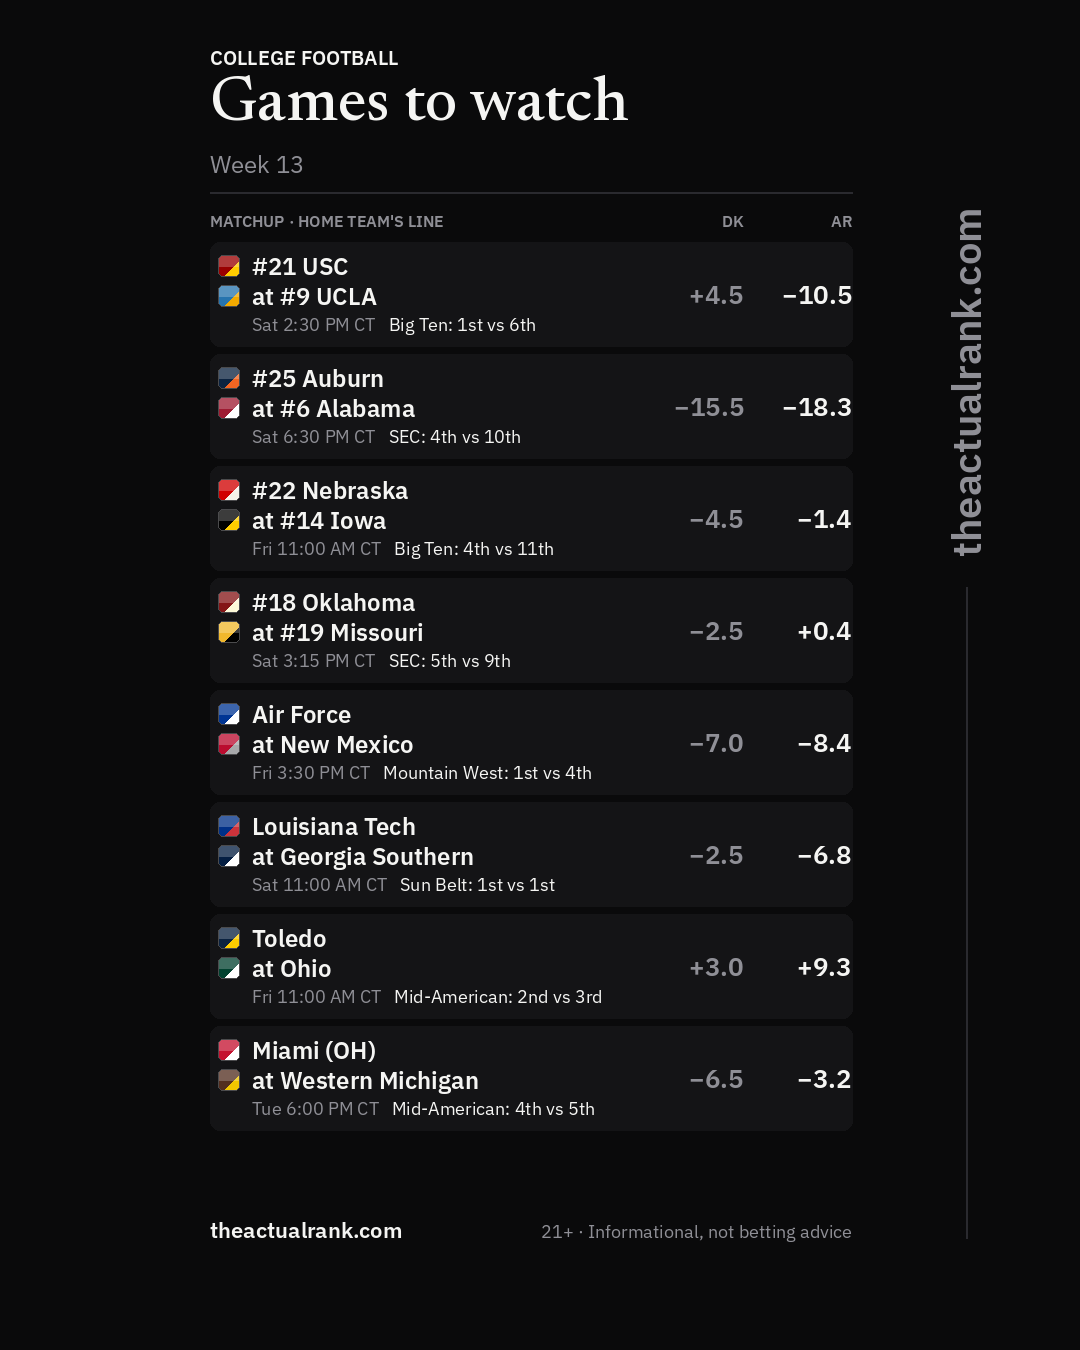 COLLEGE FOOTBALL
Games to watch
Week 13
MATCHUP · HOME TEAM'S LINE DK AR
#21 USC
at #9 UCLA +4.5 −10.5
Sat 2:30 PM CT Big Ten: 1st vs 6th
#25 Auburn
at #6 Alabama −15.5 −18.3
Sat 6:30 PM CT SEC: 4th vs 10th
#22 Nebraska
at #14 Iowa −4.5 −1.4
Fri 11:00 AM CT Big Ten: 4th vs 11th
#18 Oklahoma
at #19 Missouri −2.5 +0.4
Sat 3:15 PM CT SEC: 5th vs 9th
Air Force
at New Mexico −7.0 −8.4
Fri 3:30 PM CT Mountain West: 1st vs 4th
Louisiana Tech
at Georgia Southern −2.5 −6.8
Sat 11:00 AM CT Sun Belt: 1st vs 1st
Toledo
at Ohio +3.0 +9.3
Fri 11:00 AM CT Mid-American: 2nd vs 3rd
Miami (OH)
at Western Michigan −6.5 −3.2
Tue 6:00 PM CT Mid-American: 4th vs 5th
theactualrank.com 21+ · Informational, not betting advice
theactualrank.com